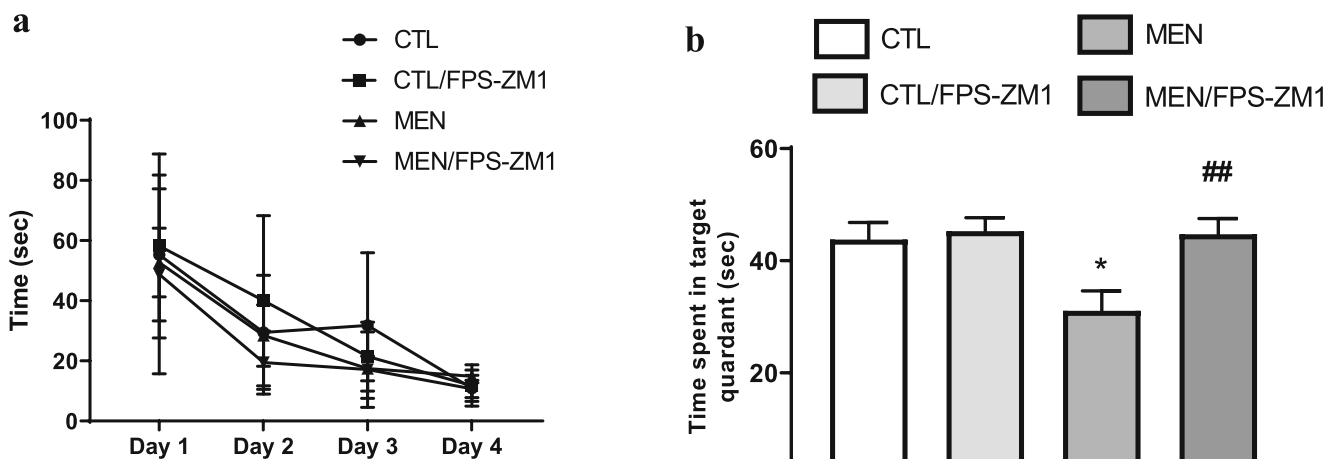 a
CTL
CTL/FPS-ZM1
MEN
MEN/FPS-ZM1
100
80
60
40
20
0
Time (sec)
Day 1 Day 2 Day 3 Day 4
b
CTL MEN
CTL/FPS-ZM1 MEN/FPS-ZM1
60
40
20
Time spent in target
quardant (sec)
*
##